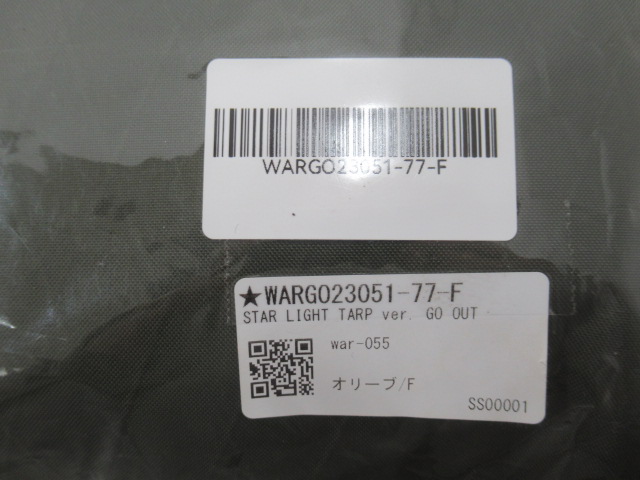 WARGO23051-77-F
★WARGO23051-77-F
STAR LIGHT TARP ver. GO OUT
war-055
オリーブ/F
SS00001